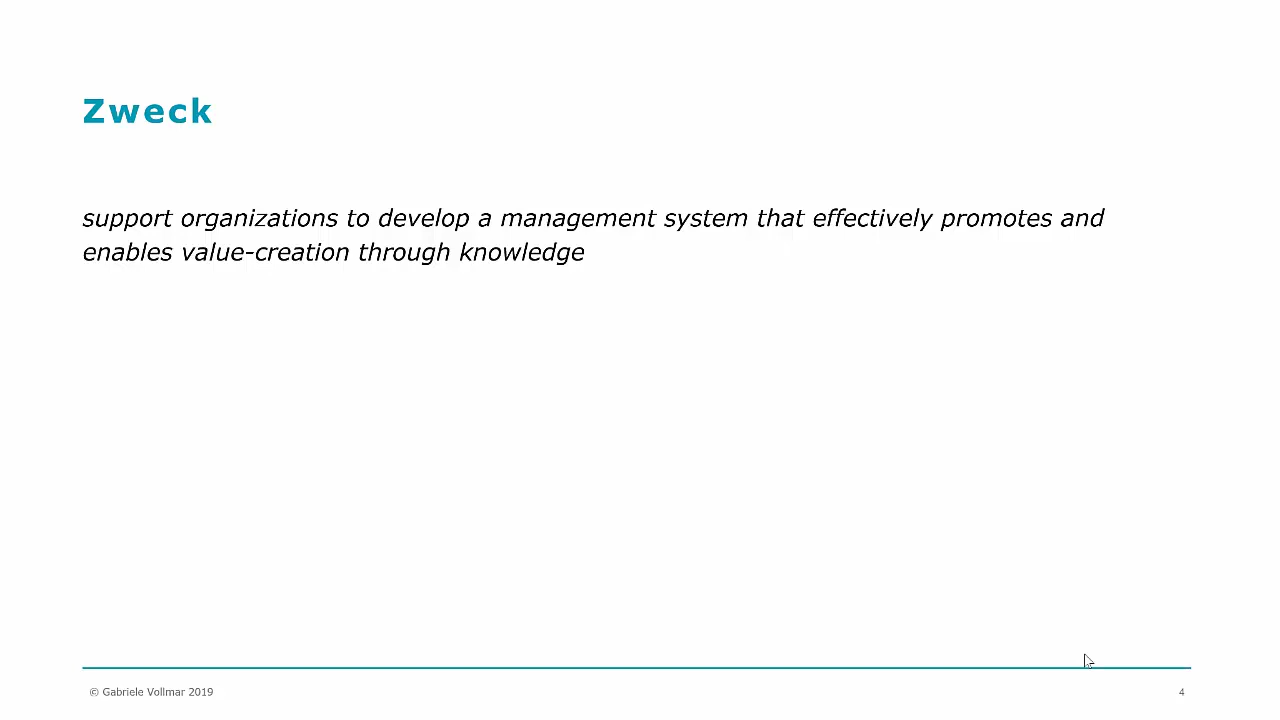 Zweck
support organizations to develop a management system that effectively promotes and
enables value-creation through knowledge
© Gabriele Vollmar 2019
4